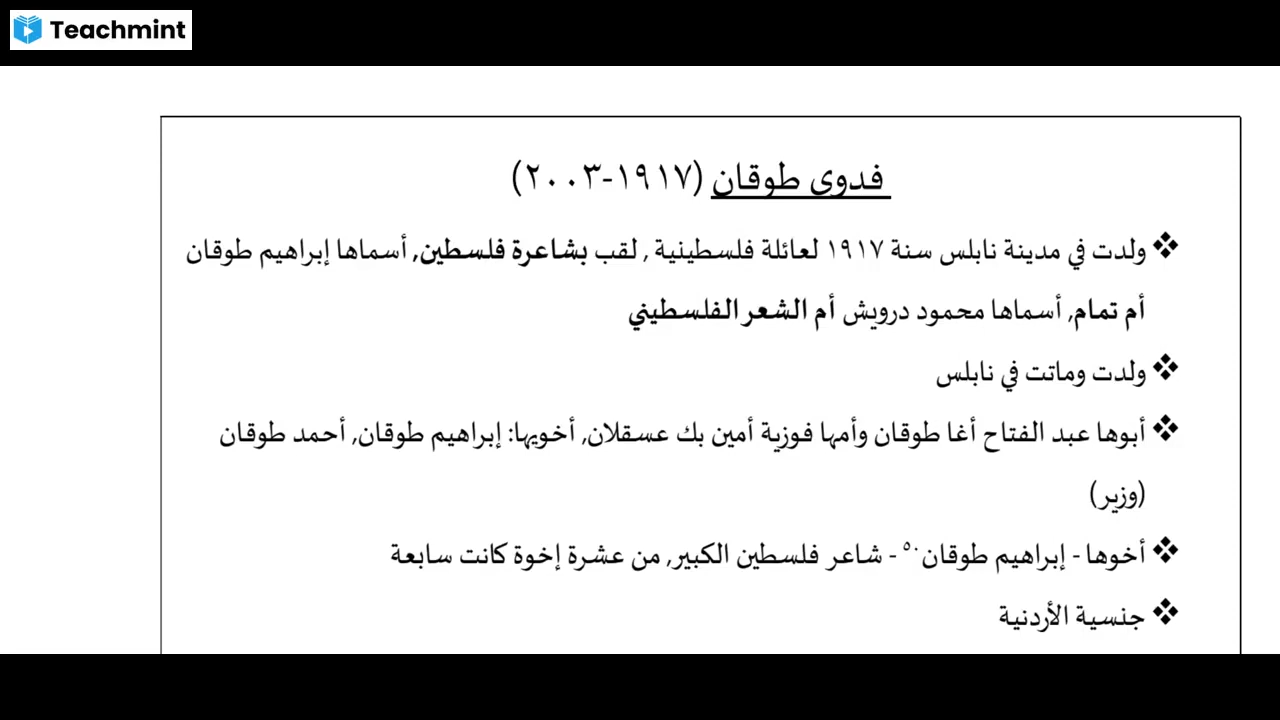 Teachmint
فدوى طوقان (١٩١٧-٢٠٠٣)
❖ ولدت في مدينة نابلس سنة ١٩١٧ لعائلة فلسطينية , لقب بشاعرة فلسطين, أسماها إبراهيم طوقان
أم تمام, أسماها محمود درويش أم الشعر الفلسطيني
❖ ولدت وماتت في نابلس
❖ أبوها عبد الفتاح أغا طوقان وأمها فوزية أمين بك عسقلان, أخويها: إبراهيم طوقان, أحمد طوقان
(وزير)
❖ أخوها - إبراهيم طوقان٥٠ - شاعر فلسطين الكبير, من عشرة إخوة كانت سابعة
❖ جنسية الأردنية